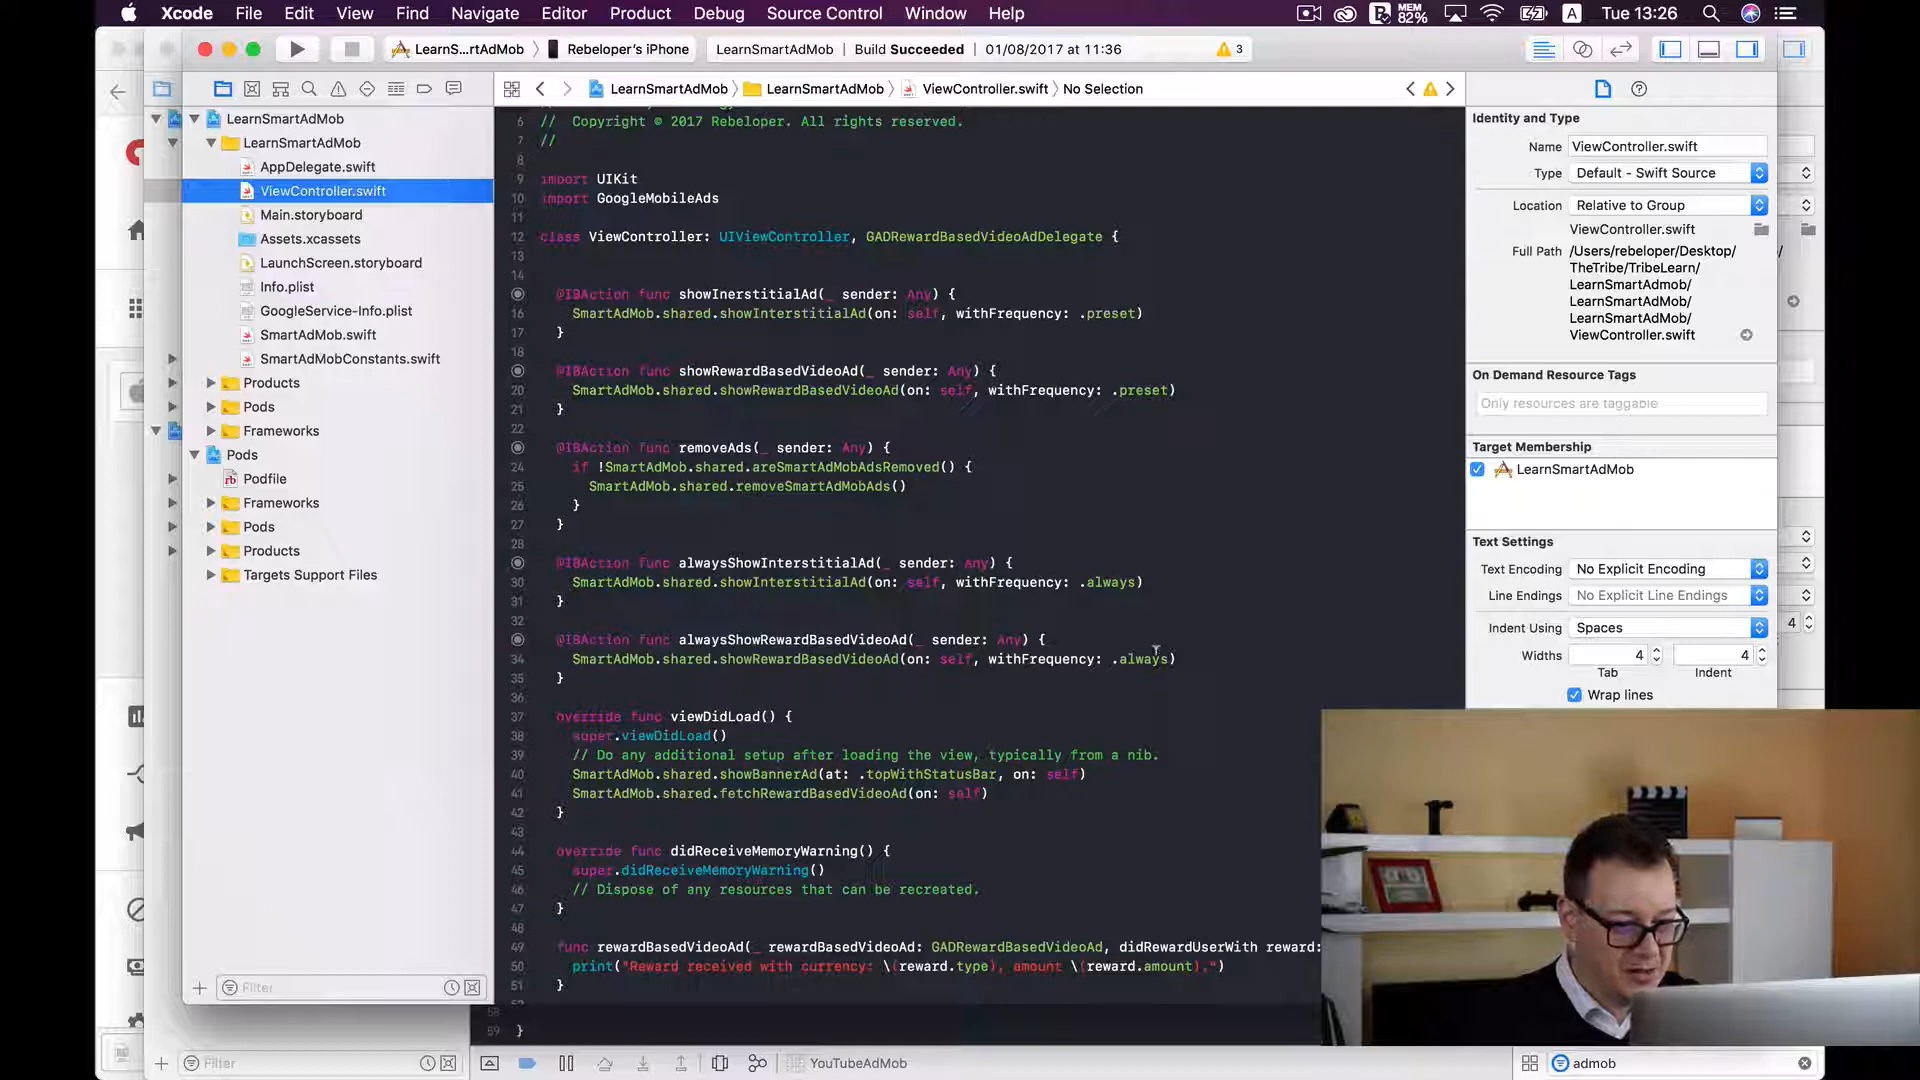 Xcode File Edit View Find Navigate Editor Product Debug Source Control Window Help MEM 82% A Tue 13:26
LearnS...rtAdMob Rebeloper's iPhone LearnSmartAdMob Build Succeeded 01/08/2017 at 11:36 3
LearnSmartAdMob LearnSmartAdMob ViewController.swift No Selection
LearnSmartAdMob
LearnSmartAdMob
AppDelegate.swift
ViewController.swift
Main.storyboard
Assets.xcassets
LaunchScreen.storyboard
Info.plist
GoogleService-Info.plist
SmartAdMob.swift
SmartAdMobConstants.swift
Products
Pods
Frameworks
Pods
Podfile
Frameworks
Pods
Products
Targets Support Files
Filter
Filter
6 // Copyright © 2017 Rebeloper. All rights reserved.
7 //
8
9 import UIKit
10 import GoogleMobileAds
11
12 class ViewController: UIViewController, GADRewardBasedVideoAdDelegate {
13
14
@IBAction func showInerstitialAd(_ sender: Any) {
16 SmartAdMob.shared.showInterstitialAd(on: self, withFrequency: .preset)
17 }
18
@IBAction func showRewardBasedVideoAd(_ sender: Any) {
20 SmartAdMob.shared.showRewardBasedVideoAd(on: self, withFrequency: .preset)
21 }
22
@IBAction func removeAds(_ sender: Any) {
24 if !SmartAdMob.shared.areSmartAdMobAdsRemoved() {
25 SmartAdMob.shared.removeSmartAdMobAds()
26 }
27 }
28
@IBAction func alwaysShowInterstitialAd(_ sender: Any) {
30 SmartAdMob.shared.showInterstitialAd(on: self, withFrequency: .always)
31 }
32
@IBAction func alwaysShowRewardBasedVideoAd(_ sender: Any) {
34 SmartAdMob.shared.showRewardBasedVideoAd(on: self, withFrequency: .always)
35 }
36
37 override func viewDidLoad() {
38 super.viewDidLoad()
39 // Do any additional setup after loading the view, typically from a nib.
40 SmartAdMob.shared.showBannerAd(at: .topWithStatusBar, on: self)
41 SmartAdMob.shared.fetchRewardBasedVideoAd(on: self)
42 }
43
44 override func didReceiveMemoryWarning() {
45 super.didReceiveMemoryWarning()
46 // Dispose of any resources that can be recreated.
47 }
48
49 func rewardBasedVideoAd(_ rewardBasedVideoAd: GADRewardBasedVideoAd, didRewardUserWith reward:
50 print("Reward received with currency: \(reward.type), amount \(reward.amount).")
51 }
58
59 }
YouTubeAdMob
admob
Identity and Type
Name ViewController.swift
Type Default - Swift Source
Location Relative to Group
ViewController.swift
Full Path /Users/rebeloper/Desktop/
TheTribe/TribeLearn/
LearnSmartAdmob/
LearnSmartAdMob/
LearnSmartAdMob/
ViewController.swift
On Demand Resource Tags
Only resources are taggable
Target Membership
LearnSmartAdMob
Text Settings
Text Encoding No Explicit Encoding
Line Endings No Explicit Line Endings
Indent Using Spaces
Widths 4 4
Tab Indent
Wrap lines
4